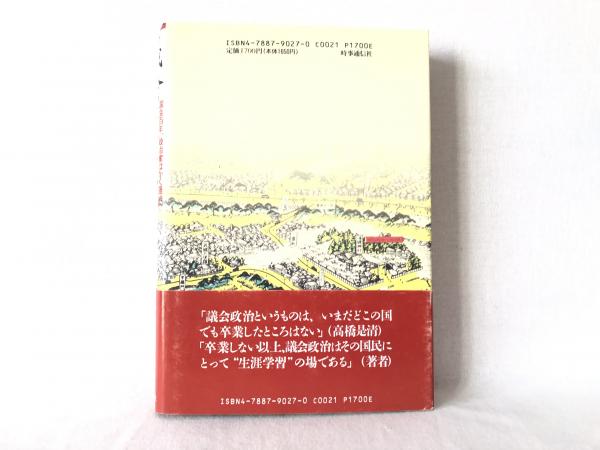 ISBN4-7887-9027-0 C0021 P1700E
定価1700円(本体1650円) 時事通信社
「議会政治というものは、いまだどこの国
でも卒業したところはない」(高橋是清)
「卒業しない以上、議会政治はその国民に
とって“生涯学習”の場である」(著者)
ISBN4-7887-9027-0 C0021 P1700E